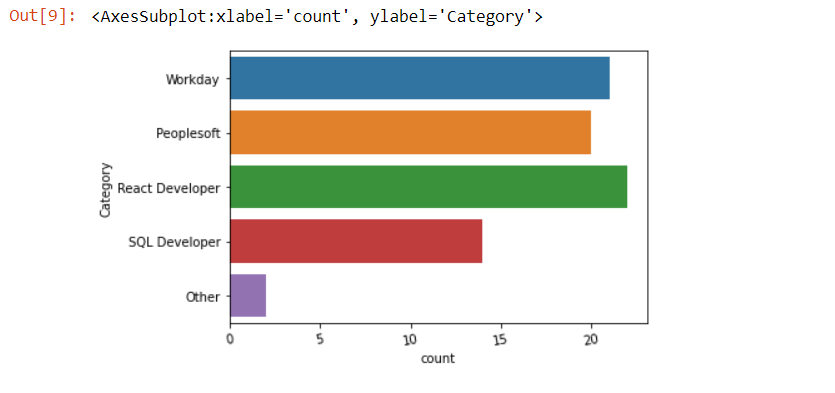 Out[9]: <AxesSubplot:xlabel='count', ylabel='Category'>
Workday
Peoplesoft
React Developer
SQL Developer
Other
Category
0 5 10 15 20
count